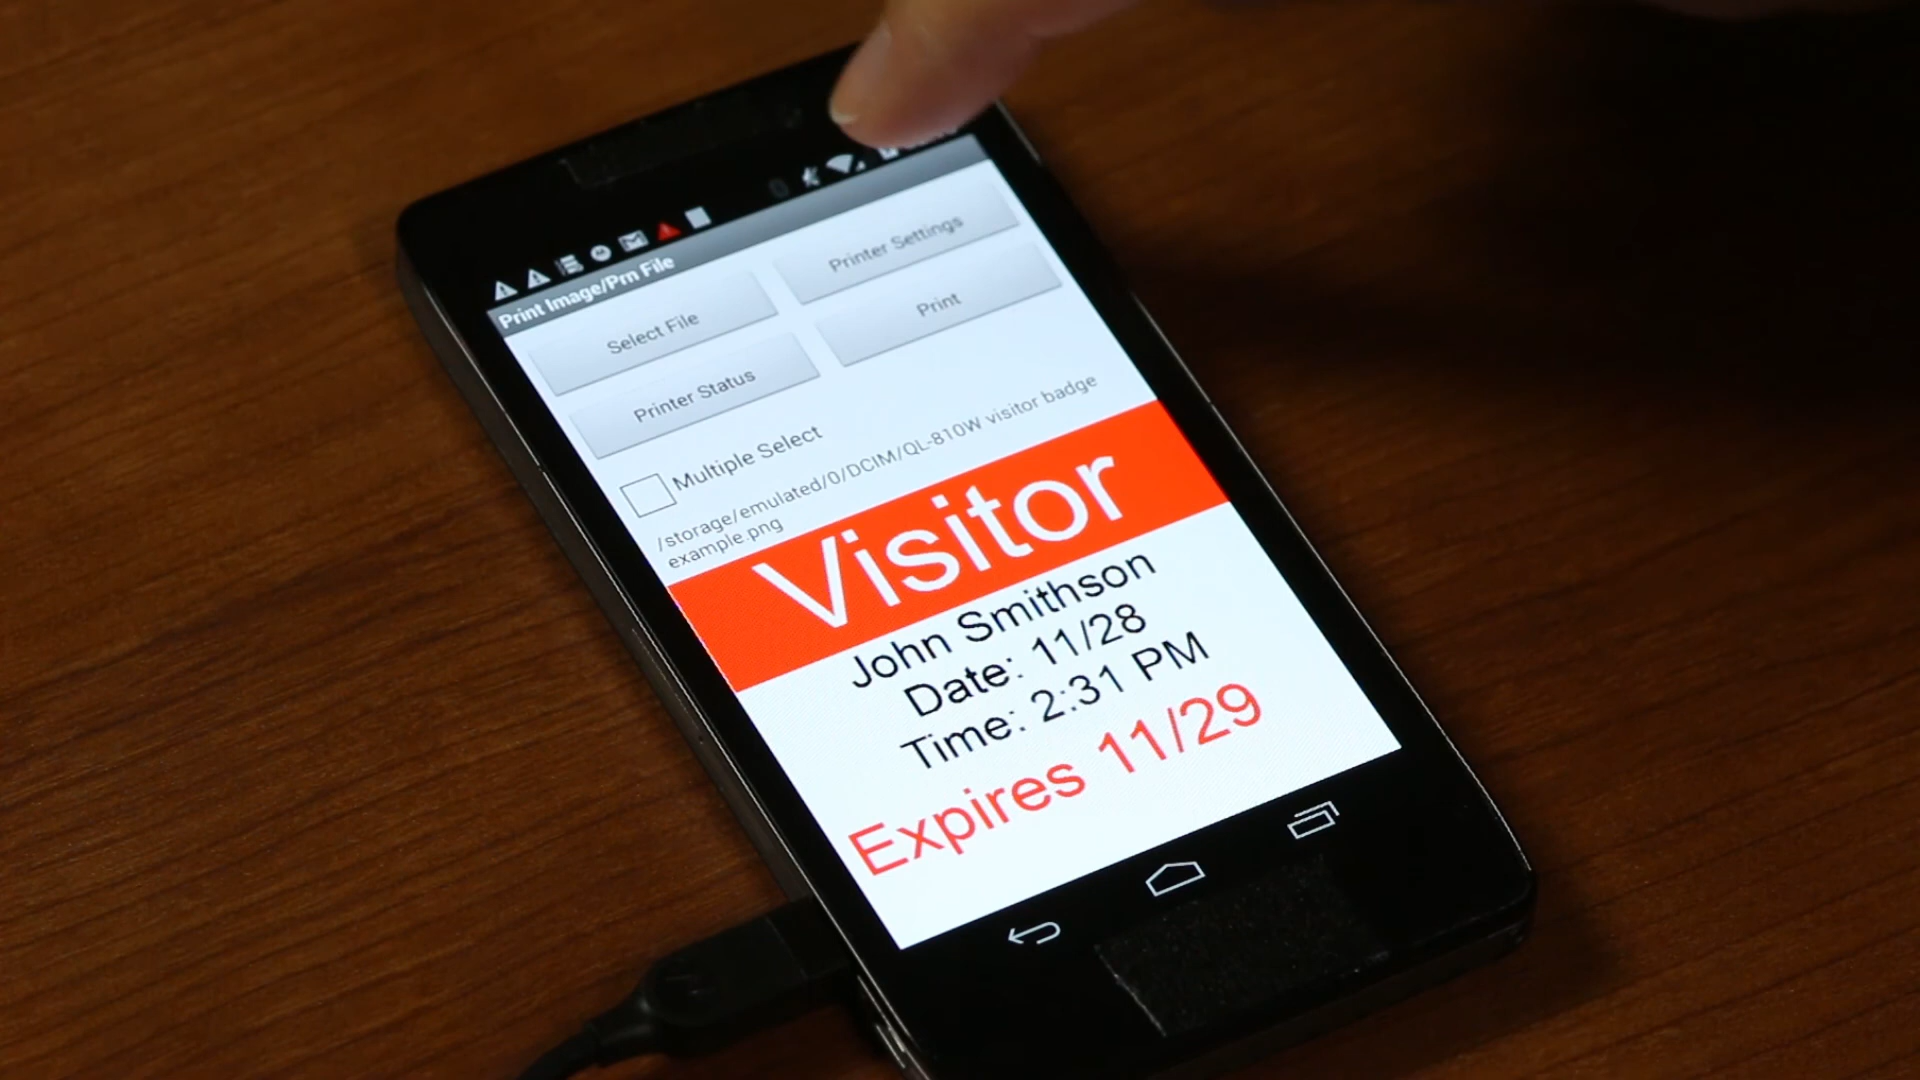 Print Image/Prn File
Select File
Printer Settings
Printer Status
Print
Multiple Select
/storage/emulated/0/DCIM/QL-810W visitor badge
example.png
Visitor
John Smithson
Date: 11/28
Time: 2:31 PM
Expires 11/29